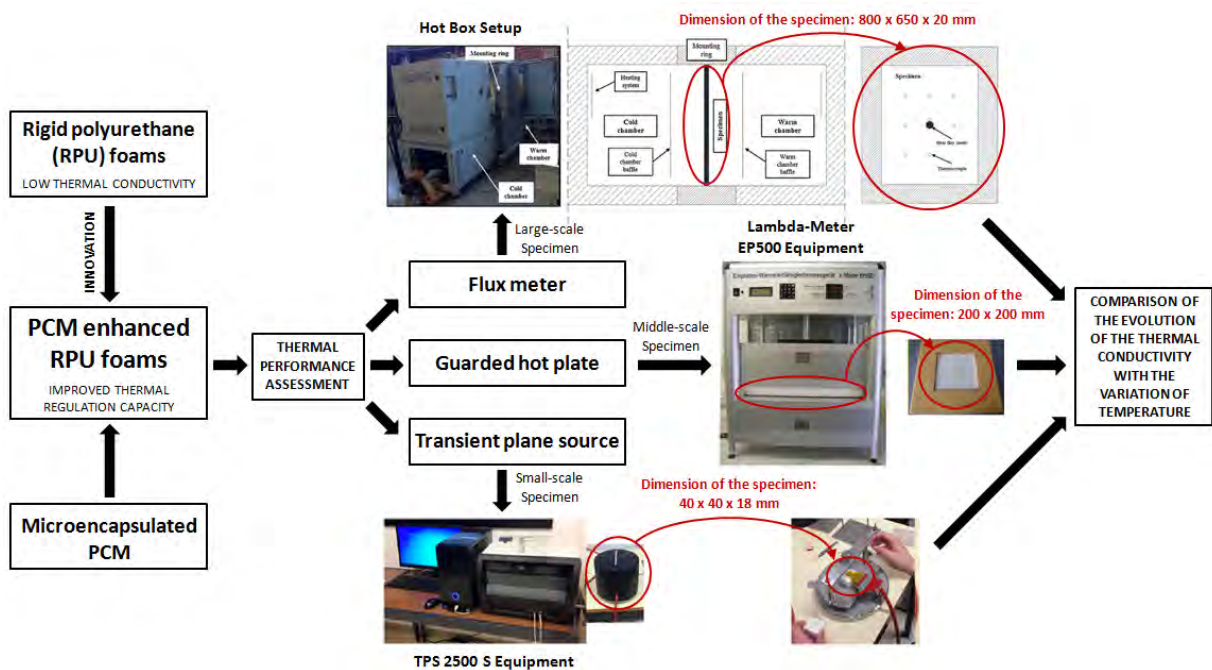 Hot Box Setup
Dimension of the specimen: 800 x 650 x 20 mm
Mounting ring
Warm
chamber
Cold
chamber
Mounting
ring
Heating
system
Cold
chamber
Cold
chamber
baffle
Specimen
Warm
chamber
Warm
chamber
baffle
Specimen
Heat flux meter
Thermocouple
Rigid polyurethane
(RPU) foams
LOW THERMAL CONDUCTIVITY
INNOVATION
PCM enhanced
RPU foams
IMPROVED THERMAL
REGULATION CAPACITY
Microencapsulated
PCM
THERMAL
PERFORMANCE
ASSESSMENT
Large-scale
Specimen
Flux meter
Guarded hot plate
Transient plane source
Middle-scale
Specimen
Small-scale
Specimen
Lambda-Meter
EP500 Equipment
Dimension of the
specimen: 200 x 200 mm
Dimension of the specimen:
40 x 40 x 18 mm
TPS 2500 S Equipment
COMPARISON OF
THE EVOLUTION
OF THE THERMAL
CONDUCTIVITY
WITH THE
VARIATION OF
TEMPERATURE